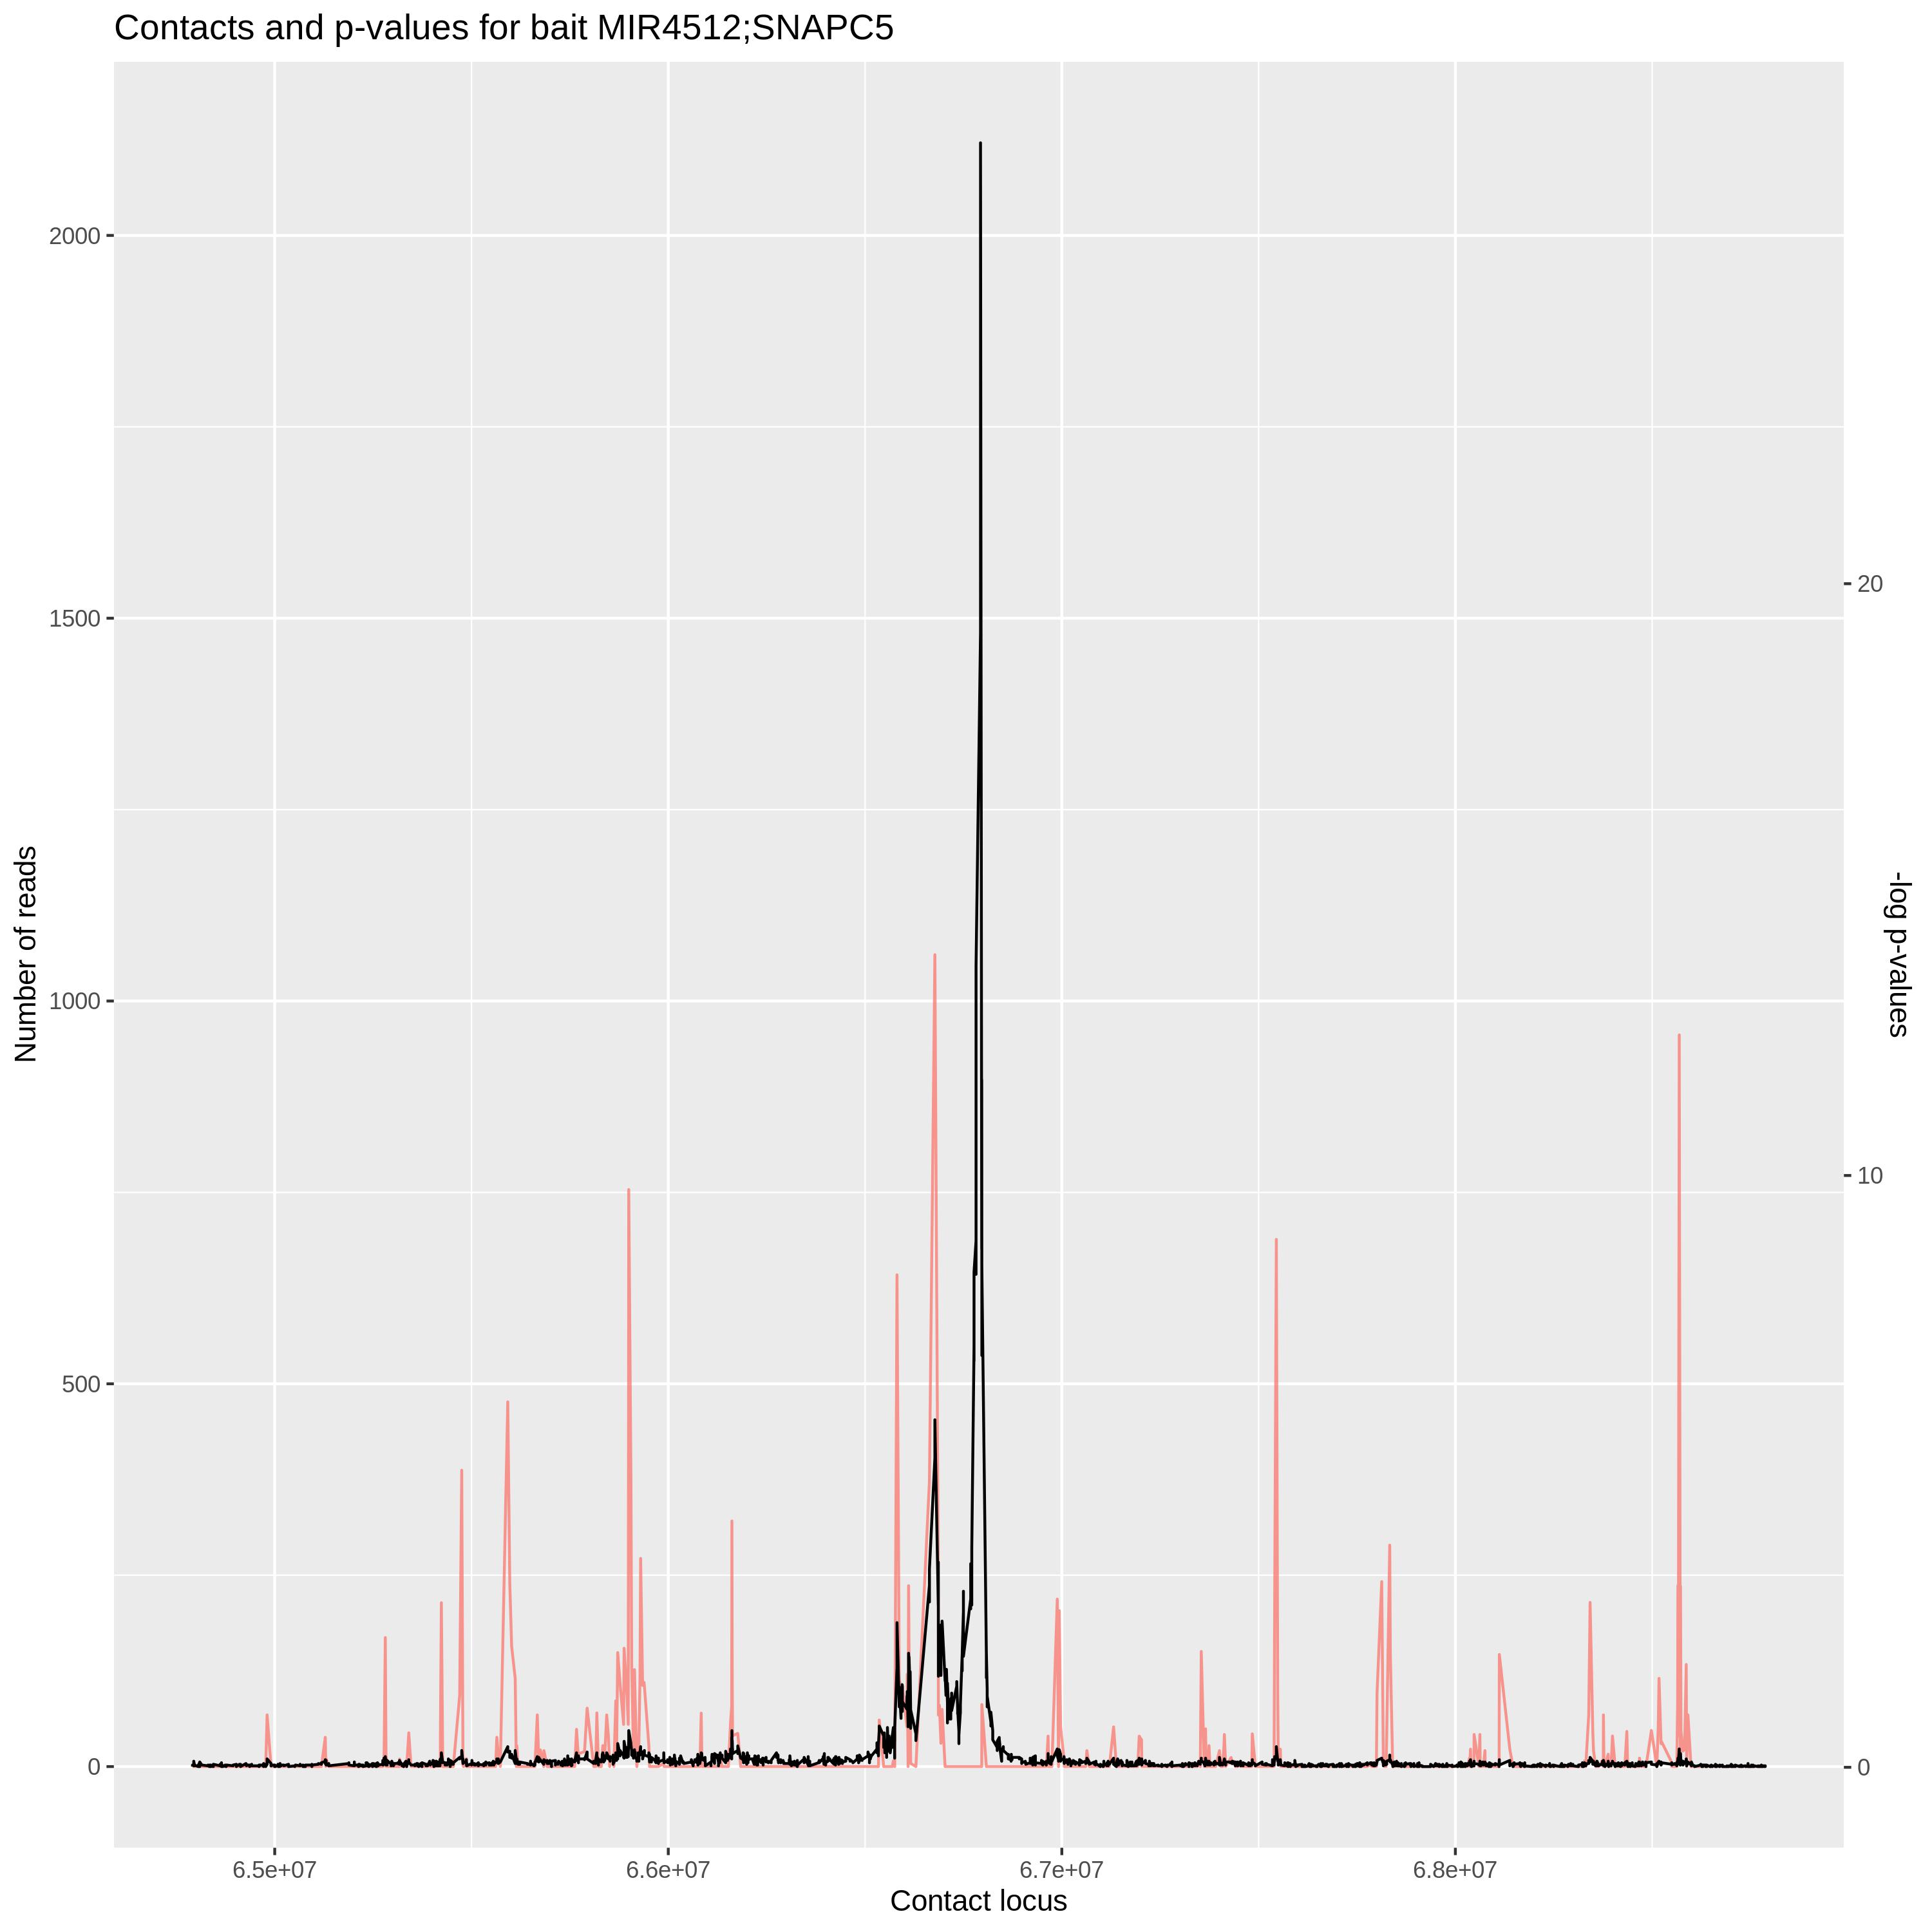 Contacts and p-values for bait MIR4512;SNAPC5
2000
1500
1000
500
0
Number of reads
20
10
0
-log p-values
6.5e+07
6.6e+07
6.7e+07
6.8e+07
Contact locus